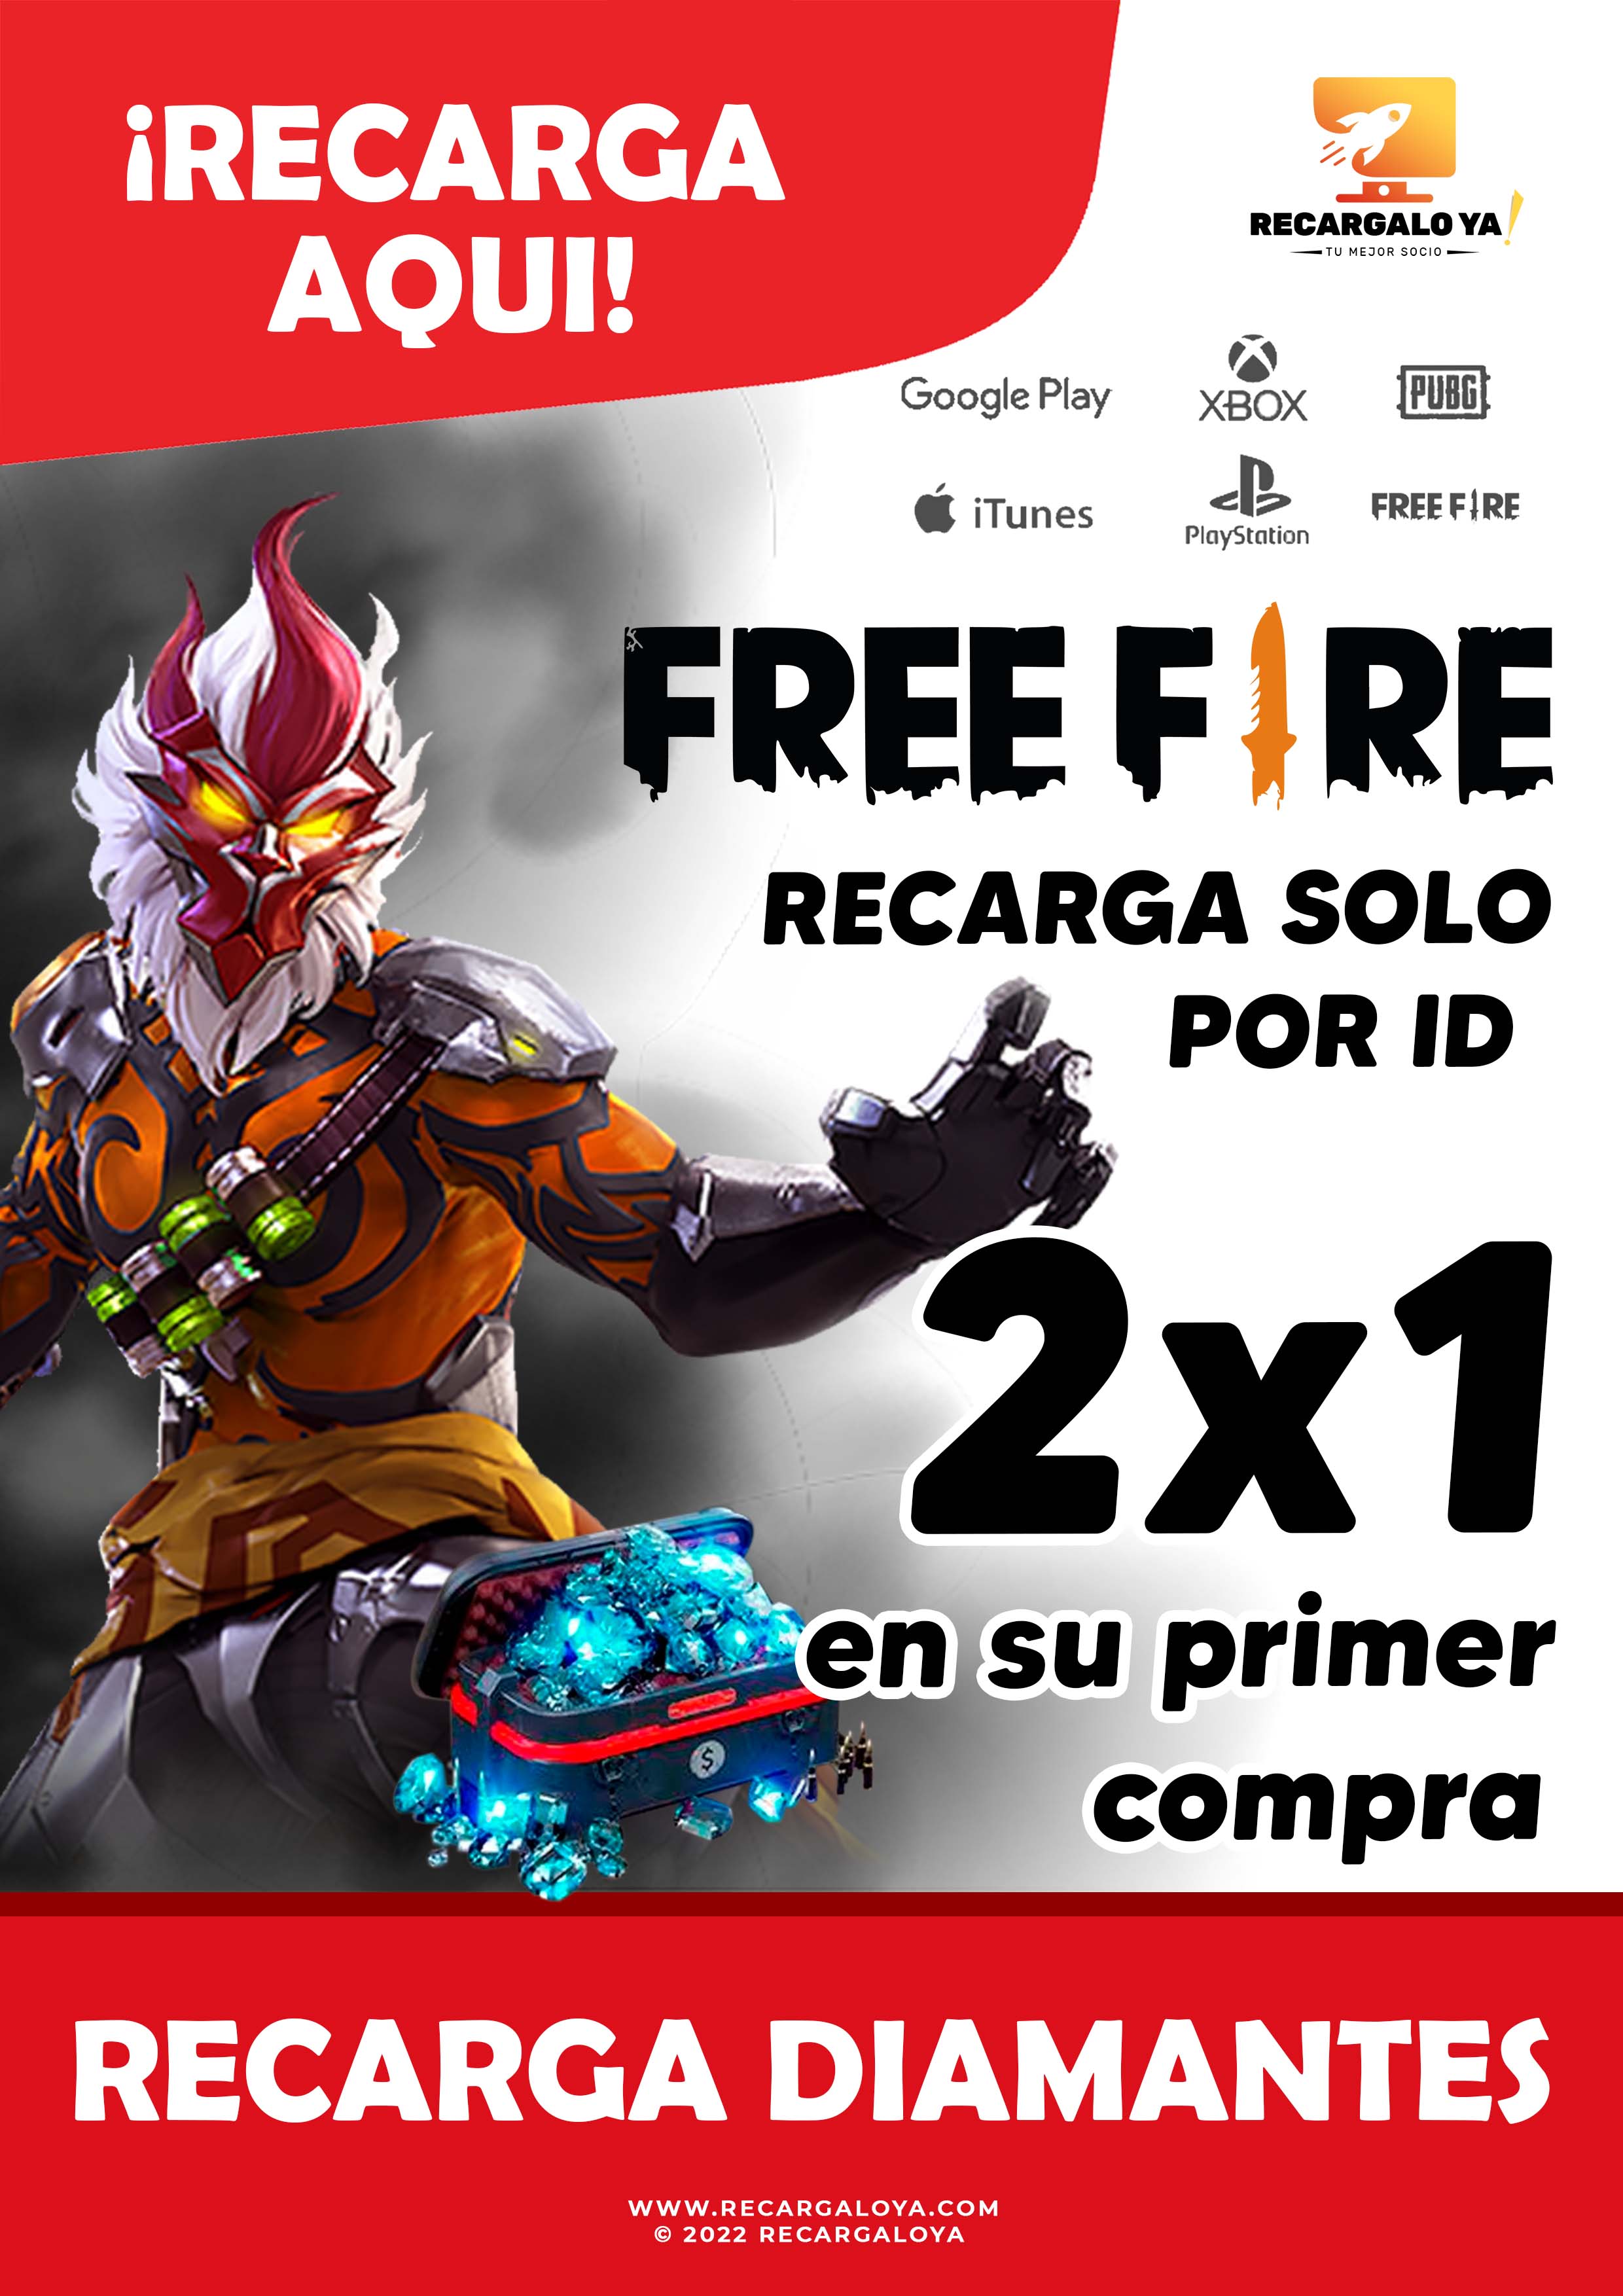 ¡RECARGA
AQUI!
RECARGALO YA!
TU MEJOR SOCIO
Google Play
XBOX
PUBG
iTunes
PlayStation
FREE FIRE
FREE FIRE
RECARGA SOLO
POR ID
2x1
en su primer
compra
$
RECARGA DIAMANTES
WWW.RECARGALOYA.COM
© 2022 RECARGALOYA